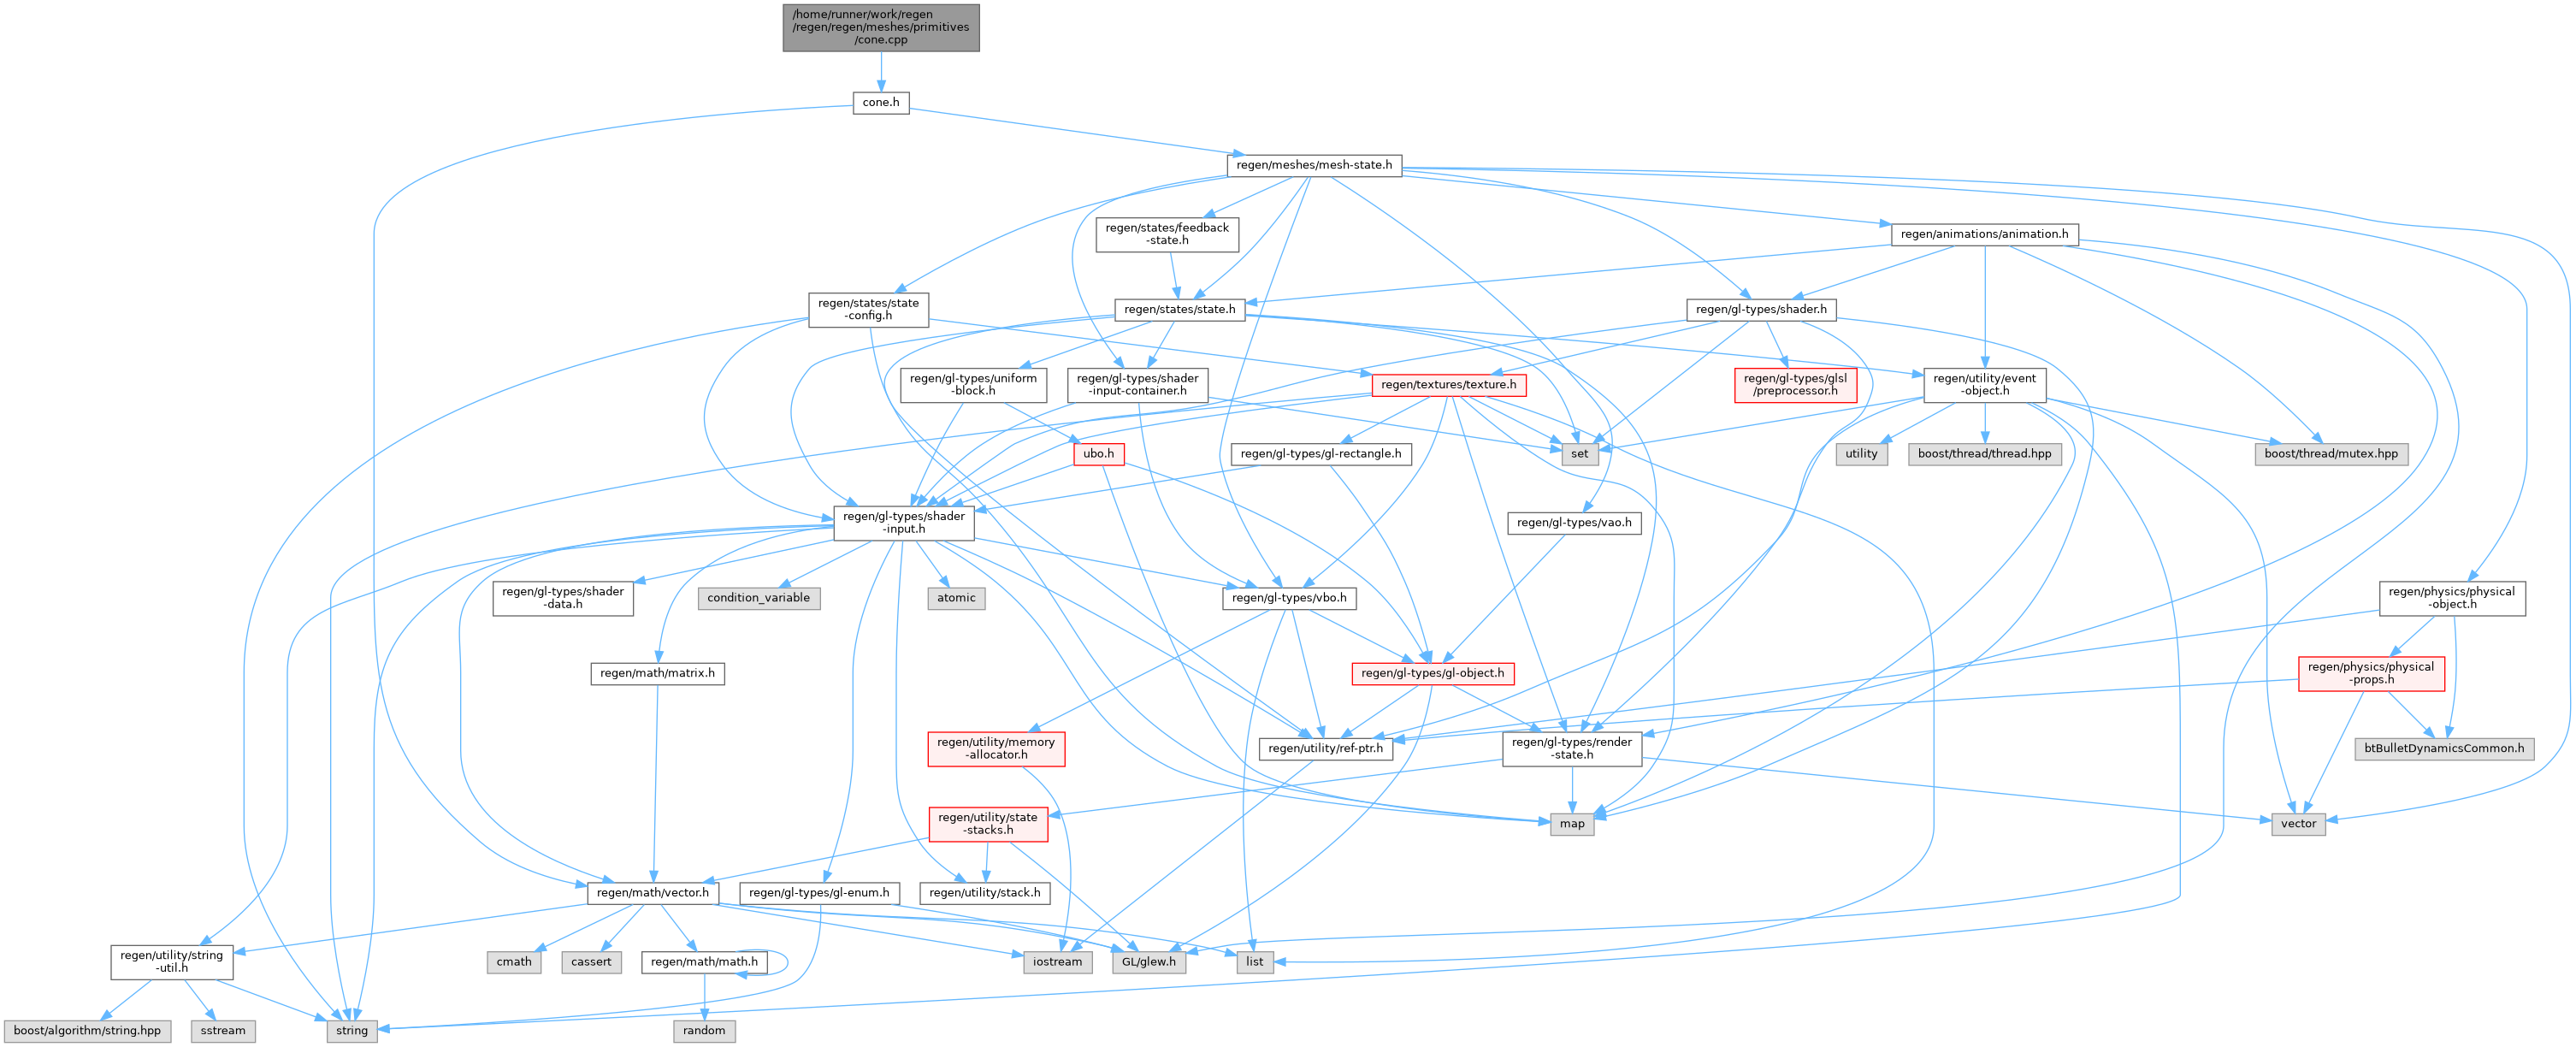 /home/runner/work/regen
/regen/regen/meshes/primitives
/cone.cpp
cone.h
regen/meshes/mesh-state.h
regen/states/feedback
-state.h
regen/animations/animation.h
regen/states/state
-config.h
regen/states/state.h
regen/gl-types/shader.h
regen/gl-types/uniform
-block.h
regen/gl-types/shader
-input-container.h
regen/textures/texture.h
regen/gl-types/glsl
/preprocessor.h
regen/utility/event
-object.h
ubo.h
regen/gl-types/gl-rectangle.h
set
utility
boost/thread/thread.hpp
boost/thread/mutex.hpp
regen/gl-types/shader
-input.h
regen/gl-types/vao.h
regen/gl-types/shader
-data.h
condition_variable
atomic
regen/gl-types/vbo.h
regen/physics/physical
-object.h
regen/math/matrix.h
regen/gl-types/gl-object.h
regen/physics/physical
-props.h
regen/utility/memory
-allocator.h
regen/utility/ref-ptr.h
regen/gl-types/render
-state.h
btBulletDynamicsCommon.h
regen/utility/state
-stacks.h
map
vector
regen/math/vector.h
regen/gl-types/gl-enum.h
regen/utility/stack.h
regen/utility/string
-util.h
cmath
cassert
regen/math/math.h
iostream
GL/glew.h
list
boost/algorithm/string.hpp
sstream
string
random